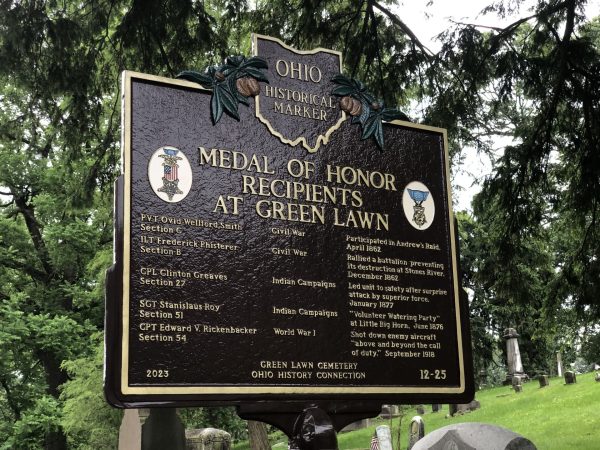 OHIO
HISTORICAL
MARKER
MEDAL OF HONOR
RECIPIENTS
AT GREEN LAWN
PVT Ovid Wellford Smith
Section C
Civil War
Participated in Andrew's Raid.
April 1862
1LT Frederick Phisterer
Section B
Civil War
Rallied a battalion preventing
its destruction at Stones River.
December 1862
CPL Clinton Greaves
Section 27
Indian Campaigns
Led unit to safety after surprise
attack by superior force.
January 1877
SGT Stanislaus Roy
Section 51
Indian Campaigns
"Volunteer Watering Party"
at Little Big Horn, June 1876
CPT Edward V. Rickenbacker
Section 54
World War I
Shot down enemy aircraft
"above and beyond the call
of duty." September 1918
2023
GREEN LAWN CEMETERY
OHIO HISTORY CONNECTION
12-25